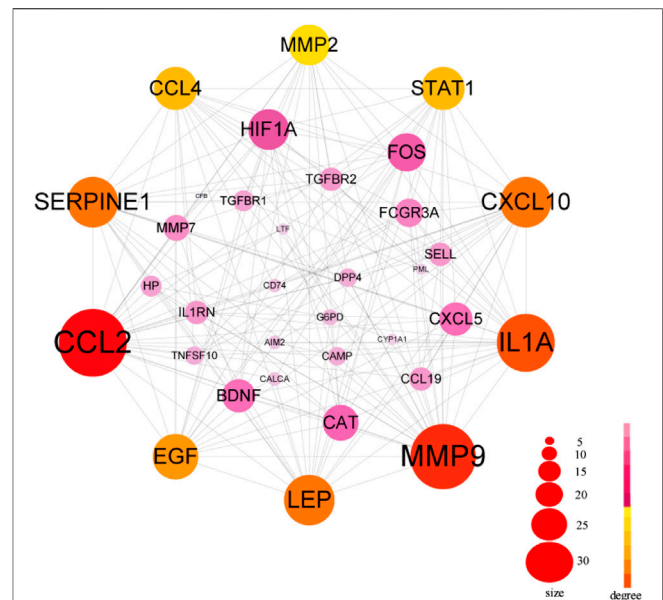 MMP2
CCL4
STAT1
HIF1A
FOS
TGFBR2
SERPINE1
CFB
TGFBR1
CXCL10
FCGR3A
MMP7
LTF
SELL
PML
HP
CD74
DPP4
IL1RN
G6PD
CXCL5
CCL2
AIM2
CYP1A1
IL1A
TNFSF10
CAMP
CALCA
CCL19
BDNF
CAT
EGF
MMP9
LEP
5
10
15
20
25
30
size
degree